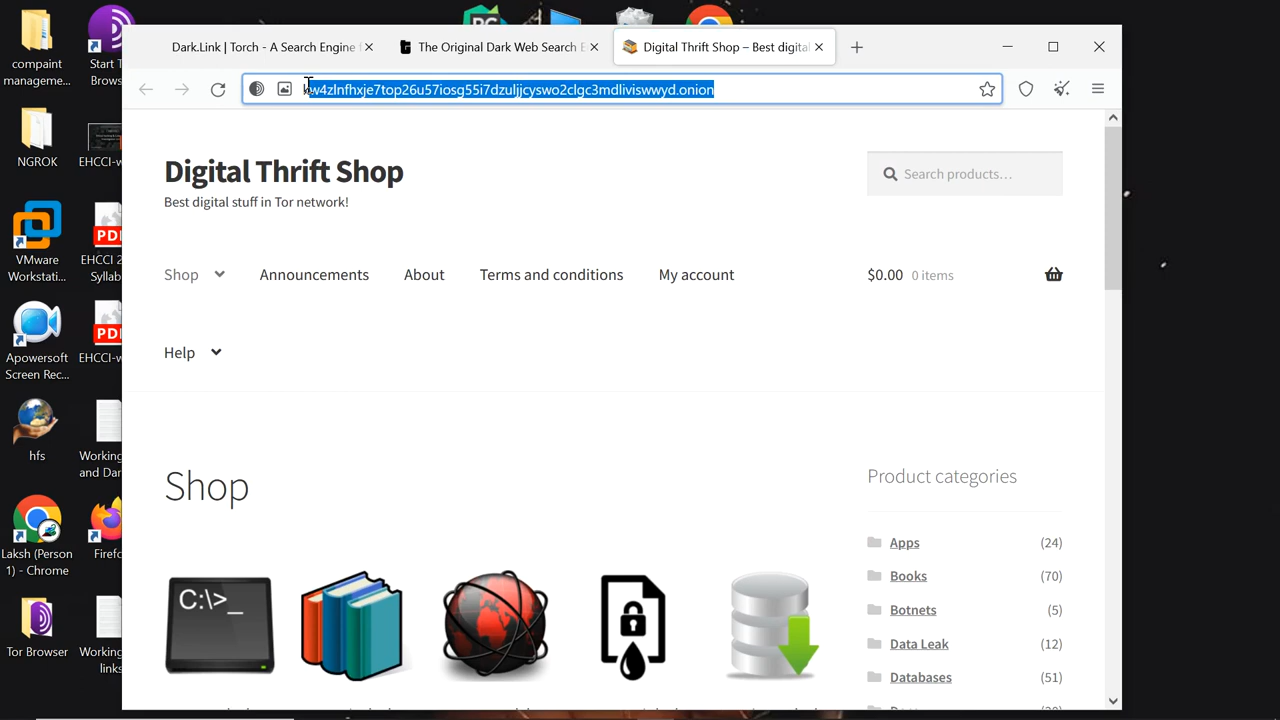 complaint
manageme...
Start T
Brows
NGROK
EHCCI-w
VMware
Workstati...
PDF
EHCCI 2
Syllab
Apowersoft
Screen Rec...
PDF
EHCCI-w
hfs
Working
and Dar
Laksh (Person
1) - Chrome
Firefo
Tor Browser
Working
links
Dark.Link | Torch - A Search Engine
The Original Dark Web Search E
Digital Thrift Shop – Best digita
Digital Thrift Shop
Best digital stuff in Tor network!
Search products...
Shop
Announcements
About
Terms and conditions
My account
$0.00 0 items
Help
Shop
Product categories
C:\>_
Apps (24)
Books (70)
Botnets (5)
Data Leak (12)
Databases (51)